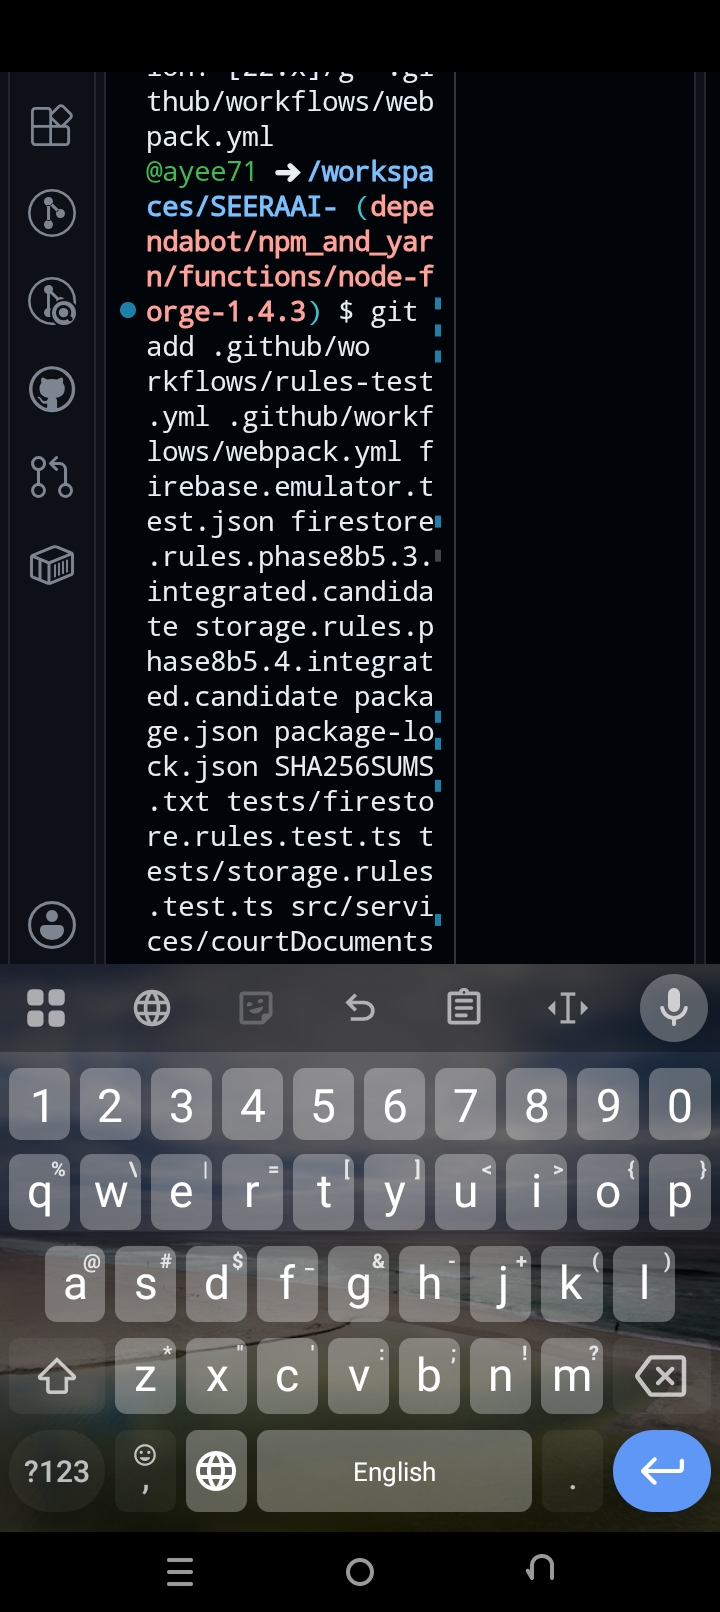 ion: [22.x]/g' .gi
thub/workflows/web
pack.yml
@ayee71 ➜ /workspa
ces/SEERAAI- (depe
ndabot/npm_and_yar
n/functions/node-f
orge-1.4.3) $ git
add .github/wo
rkflows/rules-test
.yml .github/workf
lows/webpack.yml f
irebase.emulator.t
est.json firestore
.rules.phase8b5.3.
integrated.candida
te storage.rules.p
hase8b5.4.integrat
ed.candidate packa
ge.json package-lo
ck.json SHA256SUMS
.txt tests/firesto
re.rules.test.ts t
ests/storage.rules
.test.ts src/servi
ces/courtDocuments
1 2 3 4 5 6 7 8 9 0
% \ | = [ ] < > { }
q w e r t y u i o p
@ # $ _ & - + ( )
a s d f g h j k l
* " ' : ; ! ?
z x c v b n m
?123 , English .